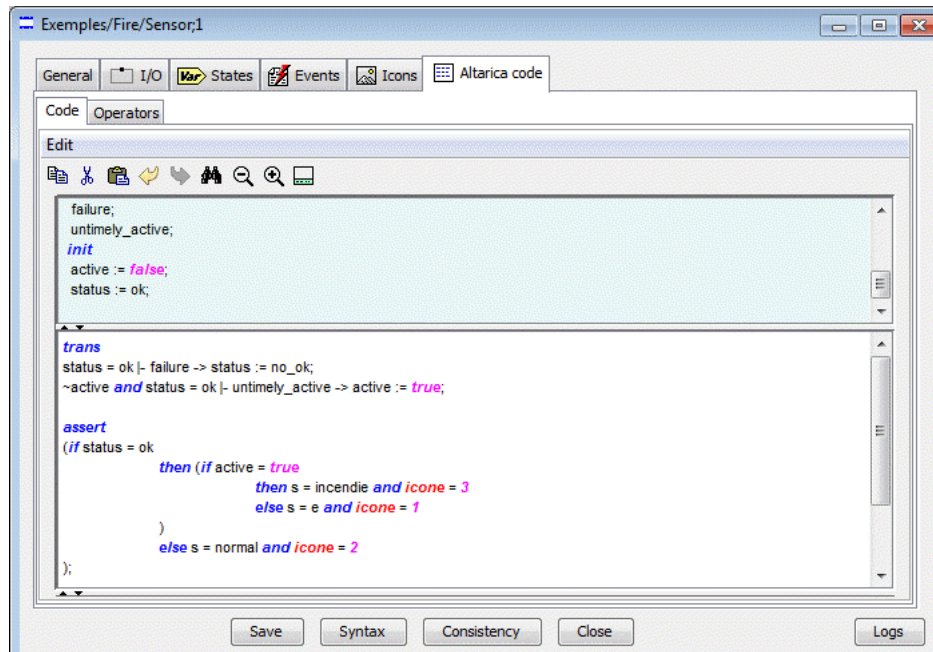 Exemples/Fire/Sensor;1
General I/O Var States Events Icons Altarica code
Code Operators
Edit
failure;
untimely_active;
init
active := false;
status := ok;
trans
status = ok |- failure -> status := no_ok;
~active and status = ok |- untimely_active -> active := true;
assert
(if status = ok
then (if active = true
then s = incendie and icone = 3
else s = e and icone = 1
)
else s = normal and icone = 2
);
Save Syntax Consistency Close Logs